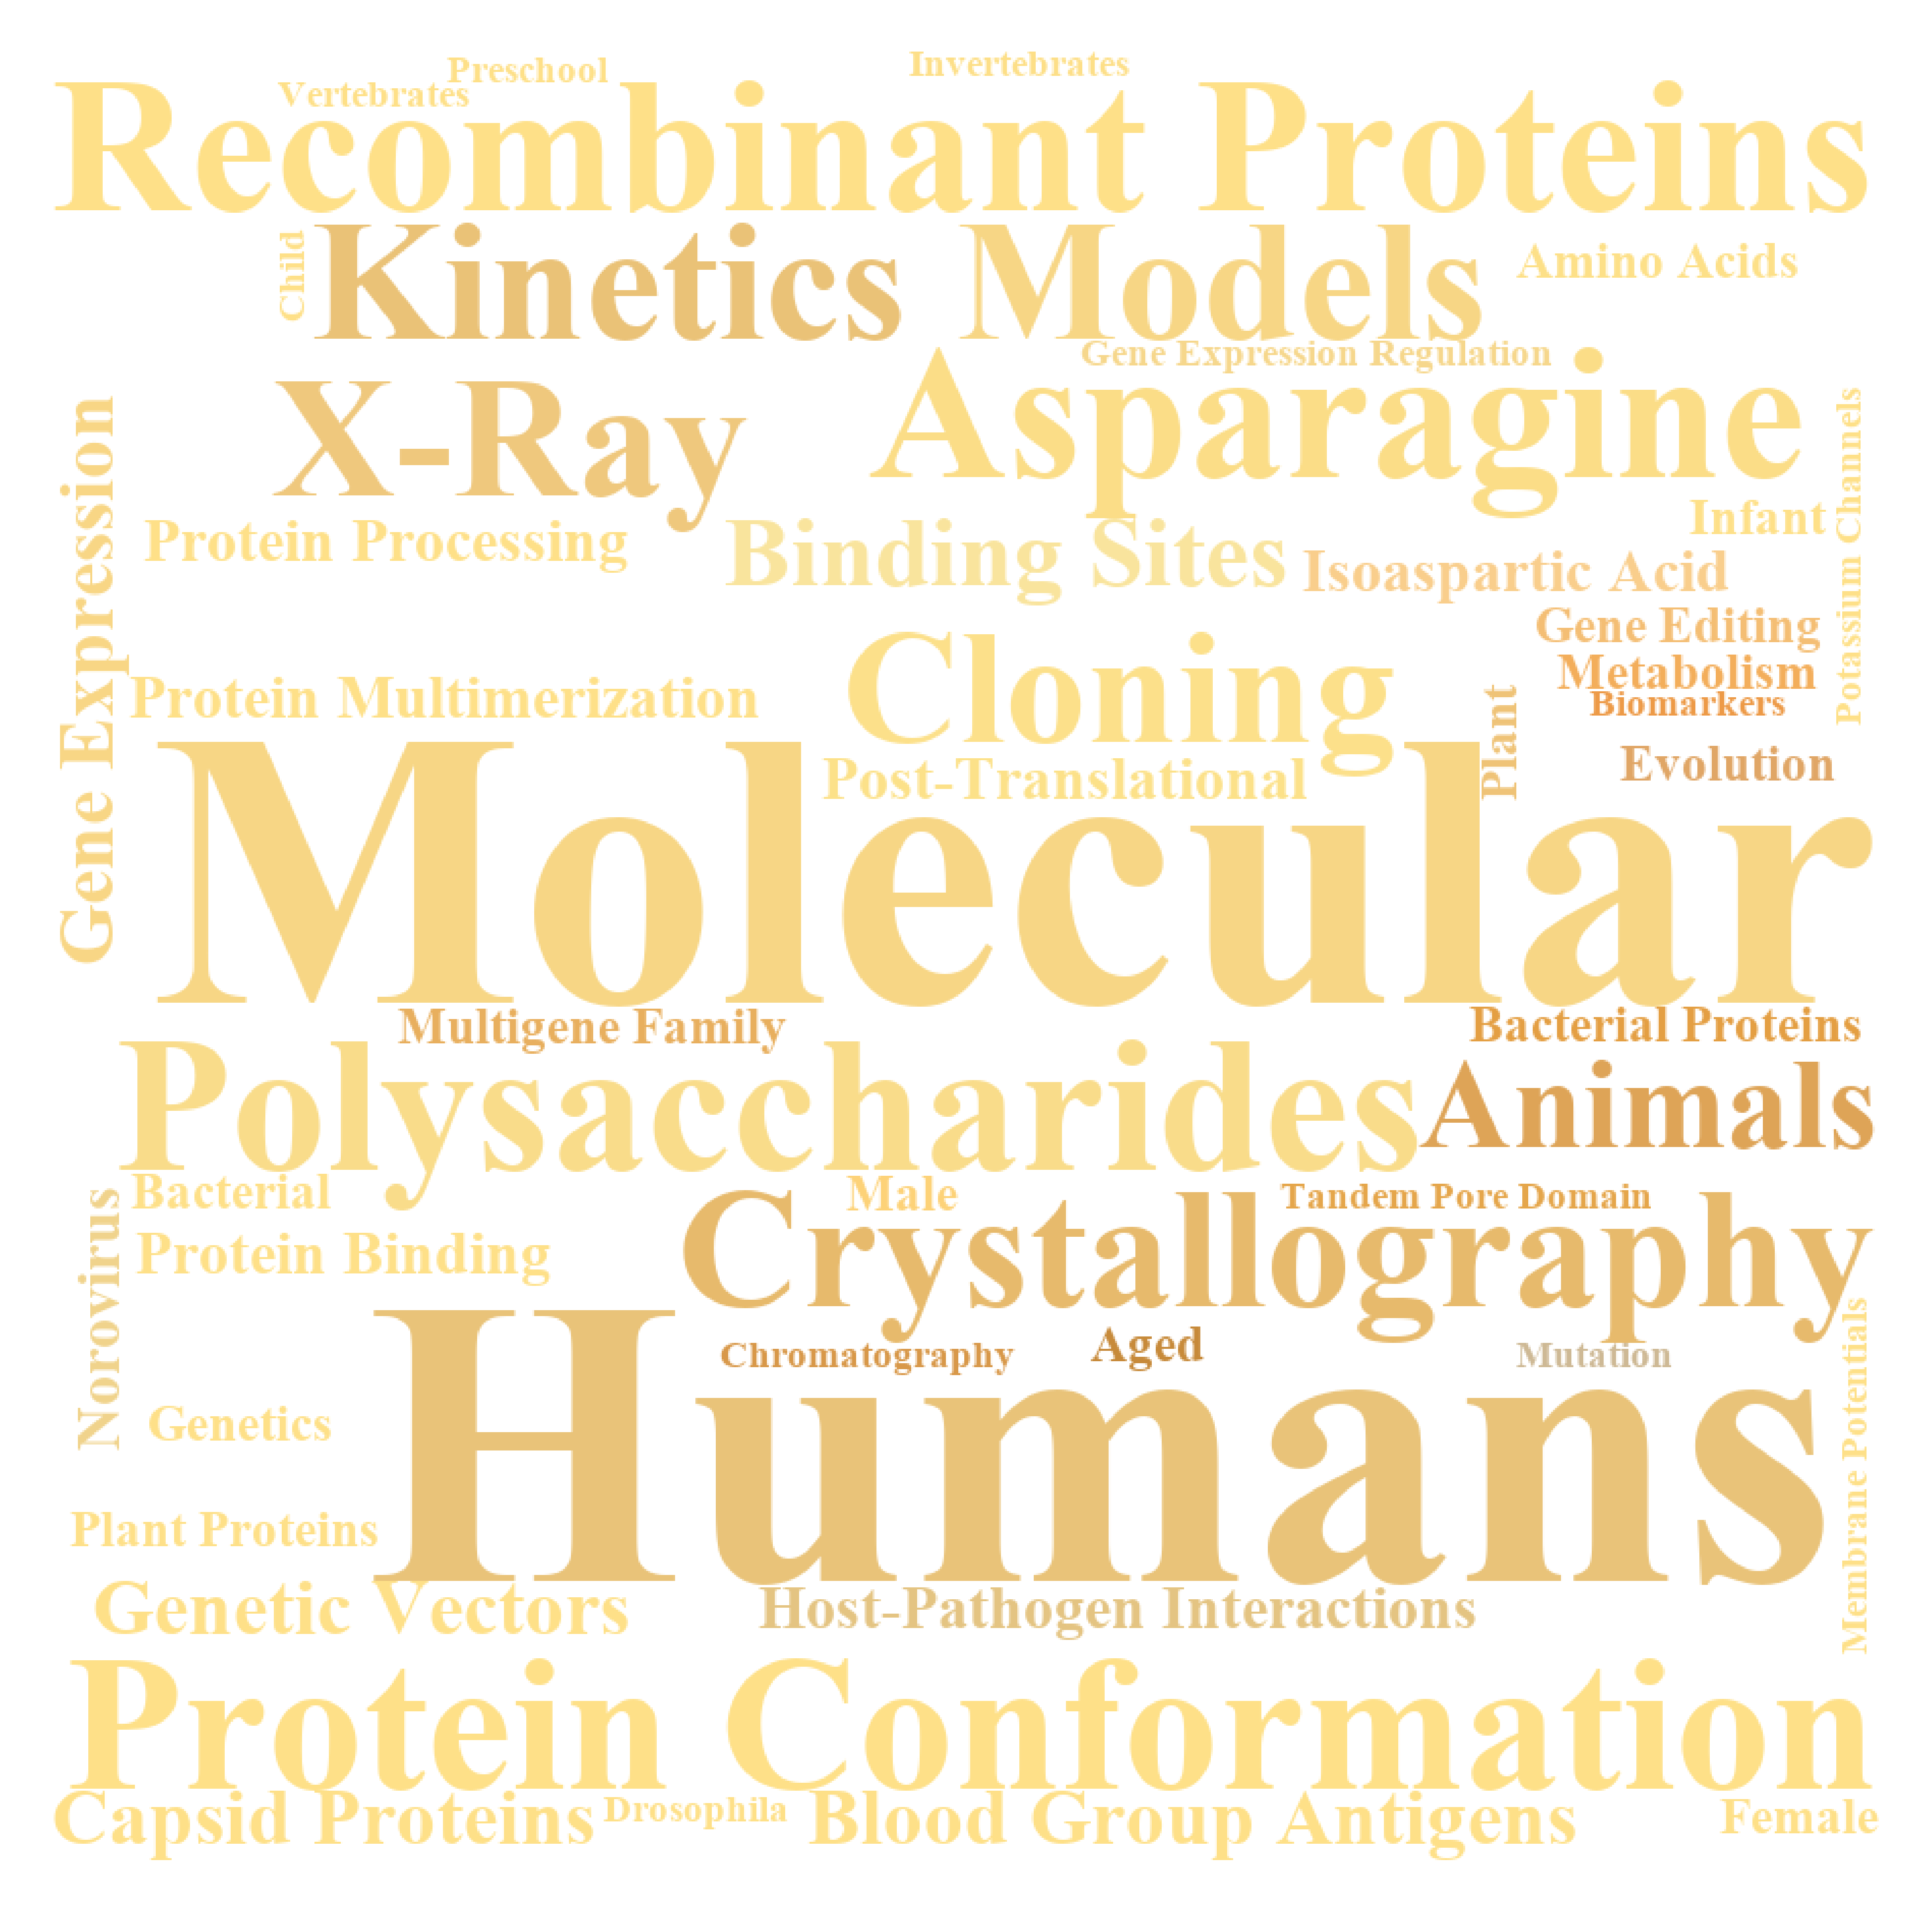 Preschool
Invertebrates
Vertebrates
Recombinant Proteins
Child
Kinetics
Models
Amino Acids
Gene Expression Regulation
X-Ray
Asparagine
Potassium Channels
Gene Expression
Infant
Protein Processing
Binding Sites
Isoaspartic Acid
Gene Editing
Cloning
Metabolism
Protein Multimerization
Biomarkers
Plant
Post-Translational
Evolution
Molecular
Multigene Family
Bacterial Proteins
Polysaccharides
Animals
Bacterial
Male
Tandem Pore Domain
Norovirus
Protein Binding
Crystallography
Chromatography
Aged
Mutation
Membrane Potentials
Genetics
Humans
Plant Proteins
Genetic Vectors
Host-Pathogen Interactions
Protein Conformation
Capsid Proteins
Drosophila
Blood Group Antigens
Female